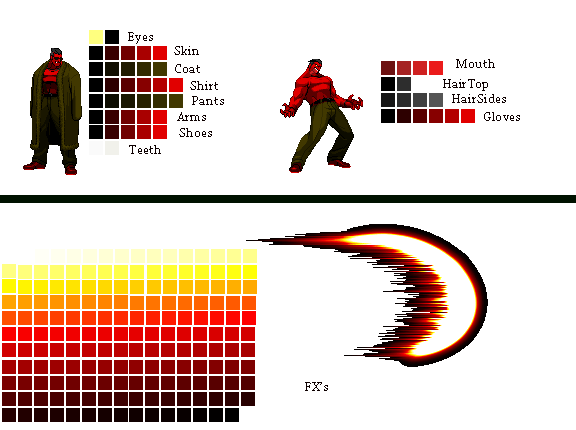 Eyes
Skin
Coat
Shirt
Pants
Arms
Shoes
Teeth
Mouth
HairTop
HairSides
Gloves
FX's